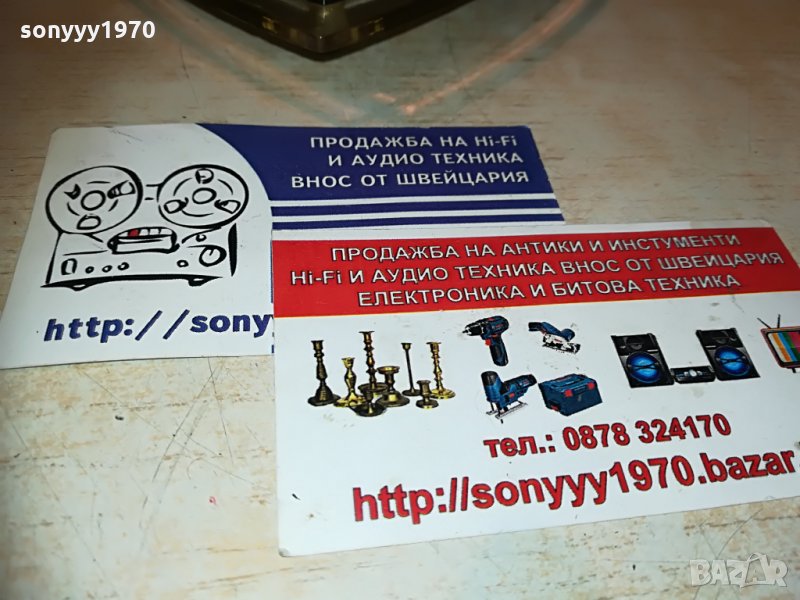 sonyyy1970
ПРОДАЖБА НА Hi-Fi
И АУДИО ТЕХНИКА
ВНОС ОТ ШВЕЙЦАРИЯ
http://sony
ПРОДАЖБА НА АНТИКИ И ИНСТУМЕНТИ
Hi-Fi И АУДИО ТЕХНИКА ВНОС ОТ ШВЕЙЦАРИЯ
ЕЛЕКТРОНИКА И БИТОВА ТЕХНИКА
тел.: 0878 324170
http://sonyyy1970.bazar
BAZAR